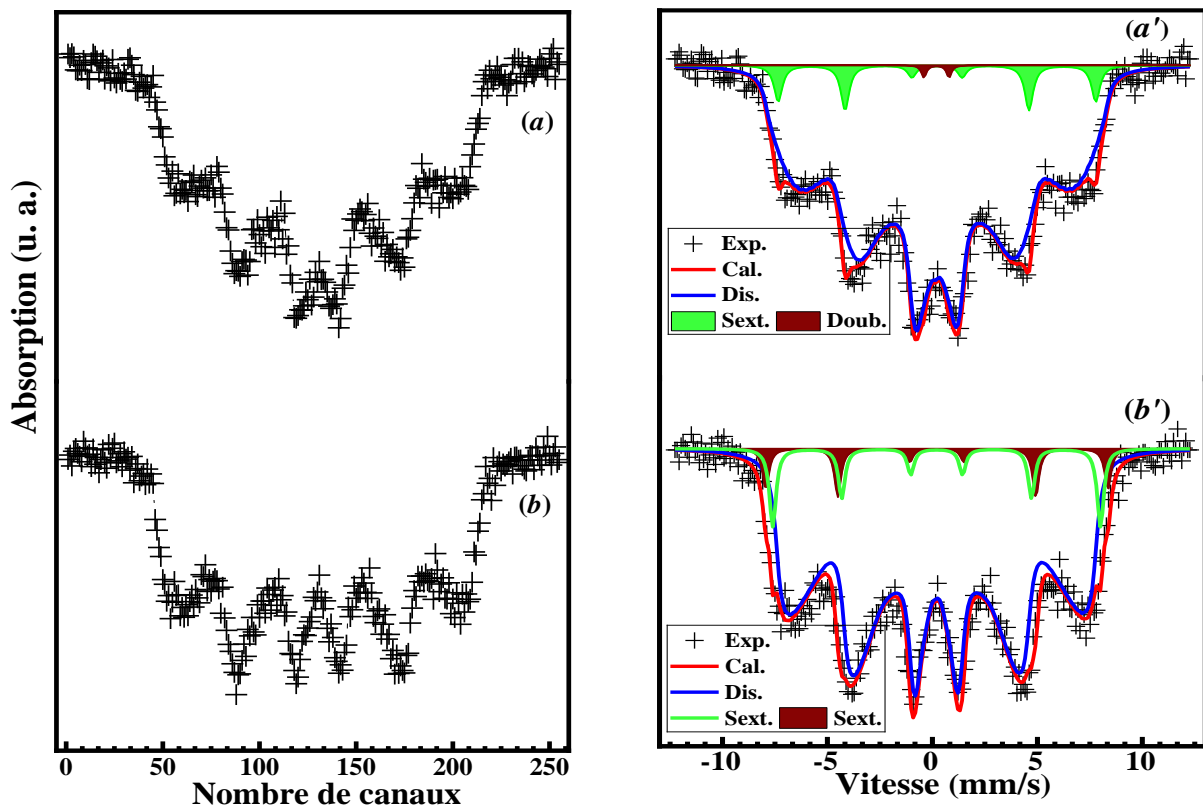 Absorption (u. a.)
(a)
(b)
0 50 100 150 200 250
Nombre de canaux
(a')
Exp.
Cal.
Dis.
Sext. Doub.
(b')
Exp.
Cal.
Dis.
Sext. Sext.
-10 -5 0 5 10
Vitesse (mm/s)